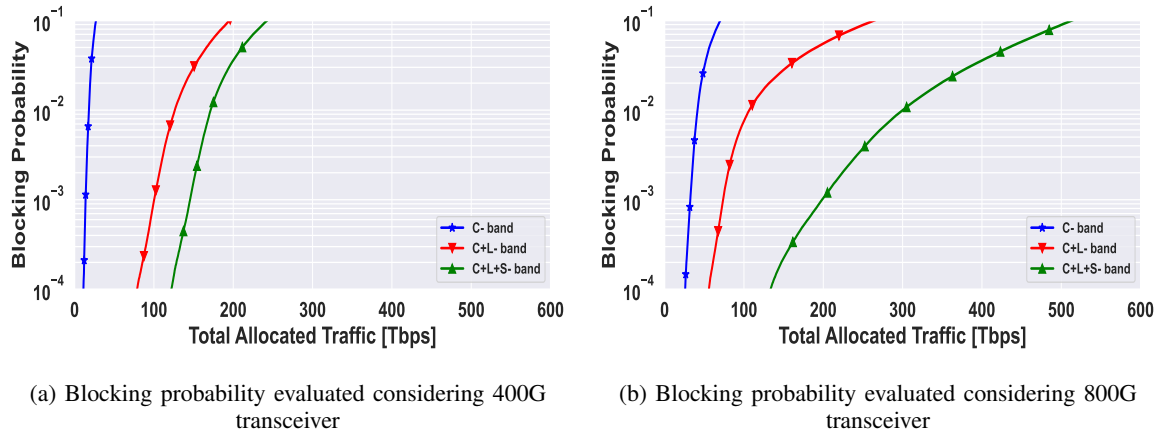 Blocking Probability
10⁻¹
10⁻²
10⁻³
10⁻⁴
C- band
C+L- band
C+L+S- band
0 100 200 300 400 500 600
Total Allocated Traffic [Tbps]
(a) Blocking probability evaluated considering 400G
transceiver
Blocking Probability
10⁻¹
10⁻²
10⁻³
10⁻⁴
C- band
C+L- band
C+L+S- band
0 100 200 300 400 500 600
Total Allocated Traffic [Tbps]
(b) Blocking probability evaluated considering 800G
transceiver